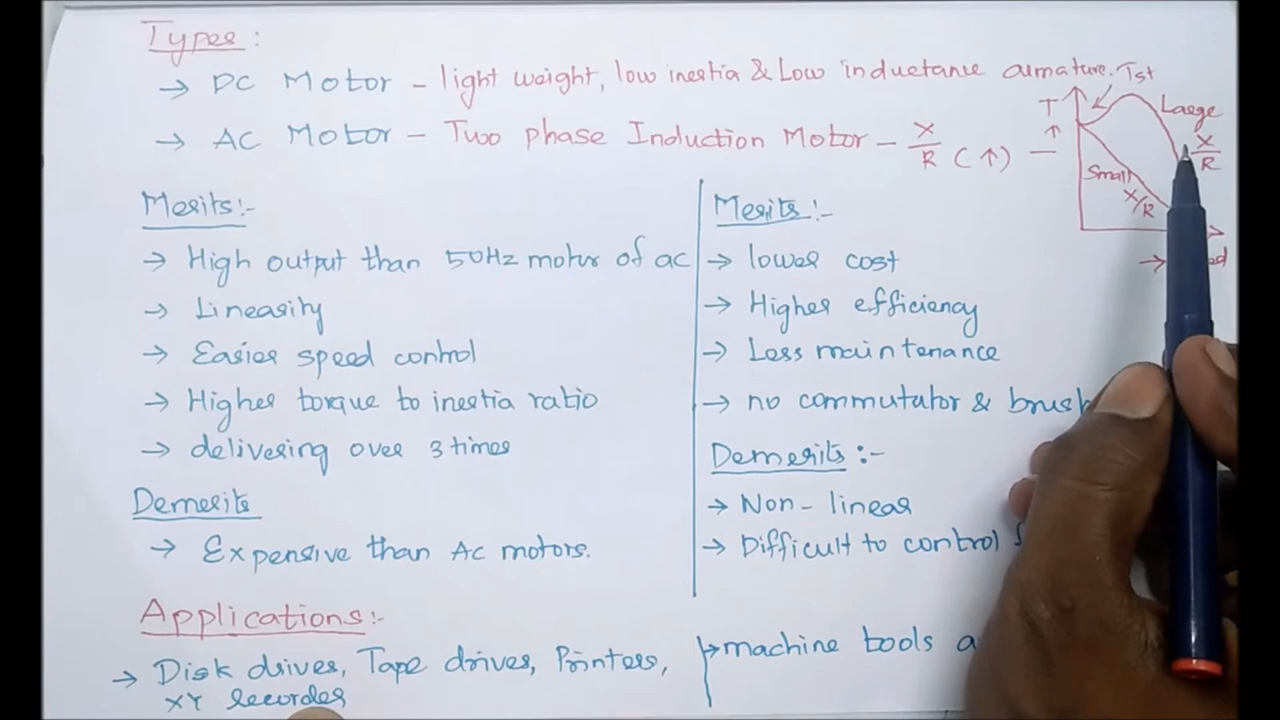 Types :
→ DC Motor – light weight, low inertia & Low inductance armature.
→ AC Motor – Two phase Induction Motor – X/R (↑) –
T ↑
Tst
Large X/R
Small X/R
Merits:-
→ High output than 50Hz motor of ac
→ Linearity
→ Easier speed control
→ Higher torque to inertia ratio
→ delivering over 3 times
Demerits
→ Expensive than Ac motors.
Merits :-
→ lower cost
→ Higher efficiency
→ Less maintenance
→ no commutator & brush
Demerits :-
→ Non-linear
→ Difficult to control
Applications:-
→ Disk drives, Tape drives, Printers,
XY recorder
→ machine tools